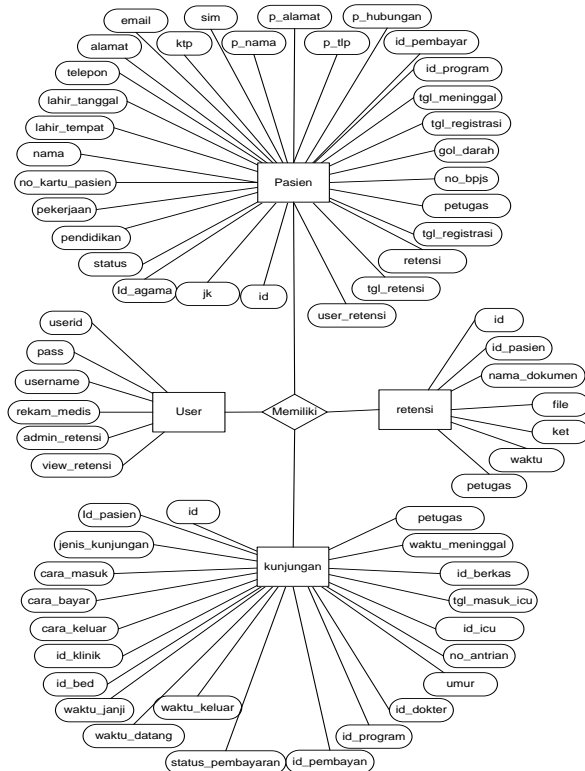 email
sim
p_alamat
p_hubungan
alamat
ktp
p_nama
p_tlp
id_pembayar
telepon
id_program
lahir_tanggal
tgl_meninggal
lahir_tempat
tgl_registrasi
nama
gol_darah
no_kartu_pasien
Pasien
no_bpjs
pekerjaan
petugas
pendidikan
tgl_registrasi
status
retensi
Id_agama
jk
id
tgl_retensi
user_retensi
userid
id
pass
id_pasien
username
nama_dokumen
rekam_medis
User
Memiliki
retensi
file
admin_retensi
ket
view_retensi
waktu
petugas
Id_pasien
id
petugas
jenis_kunjungan
waktu_meninggal
cara_masuk
kunjungan
id_berkas
cara_bayar
tgl_masuk_icu
cara_keluar
id_icu
id_klinik
no_antrian
id_bed
umur
waktu_janji
waktu_keluar
id_dokter
waktu_datang
id_program
status_pembayaran
id_pembayan